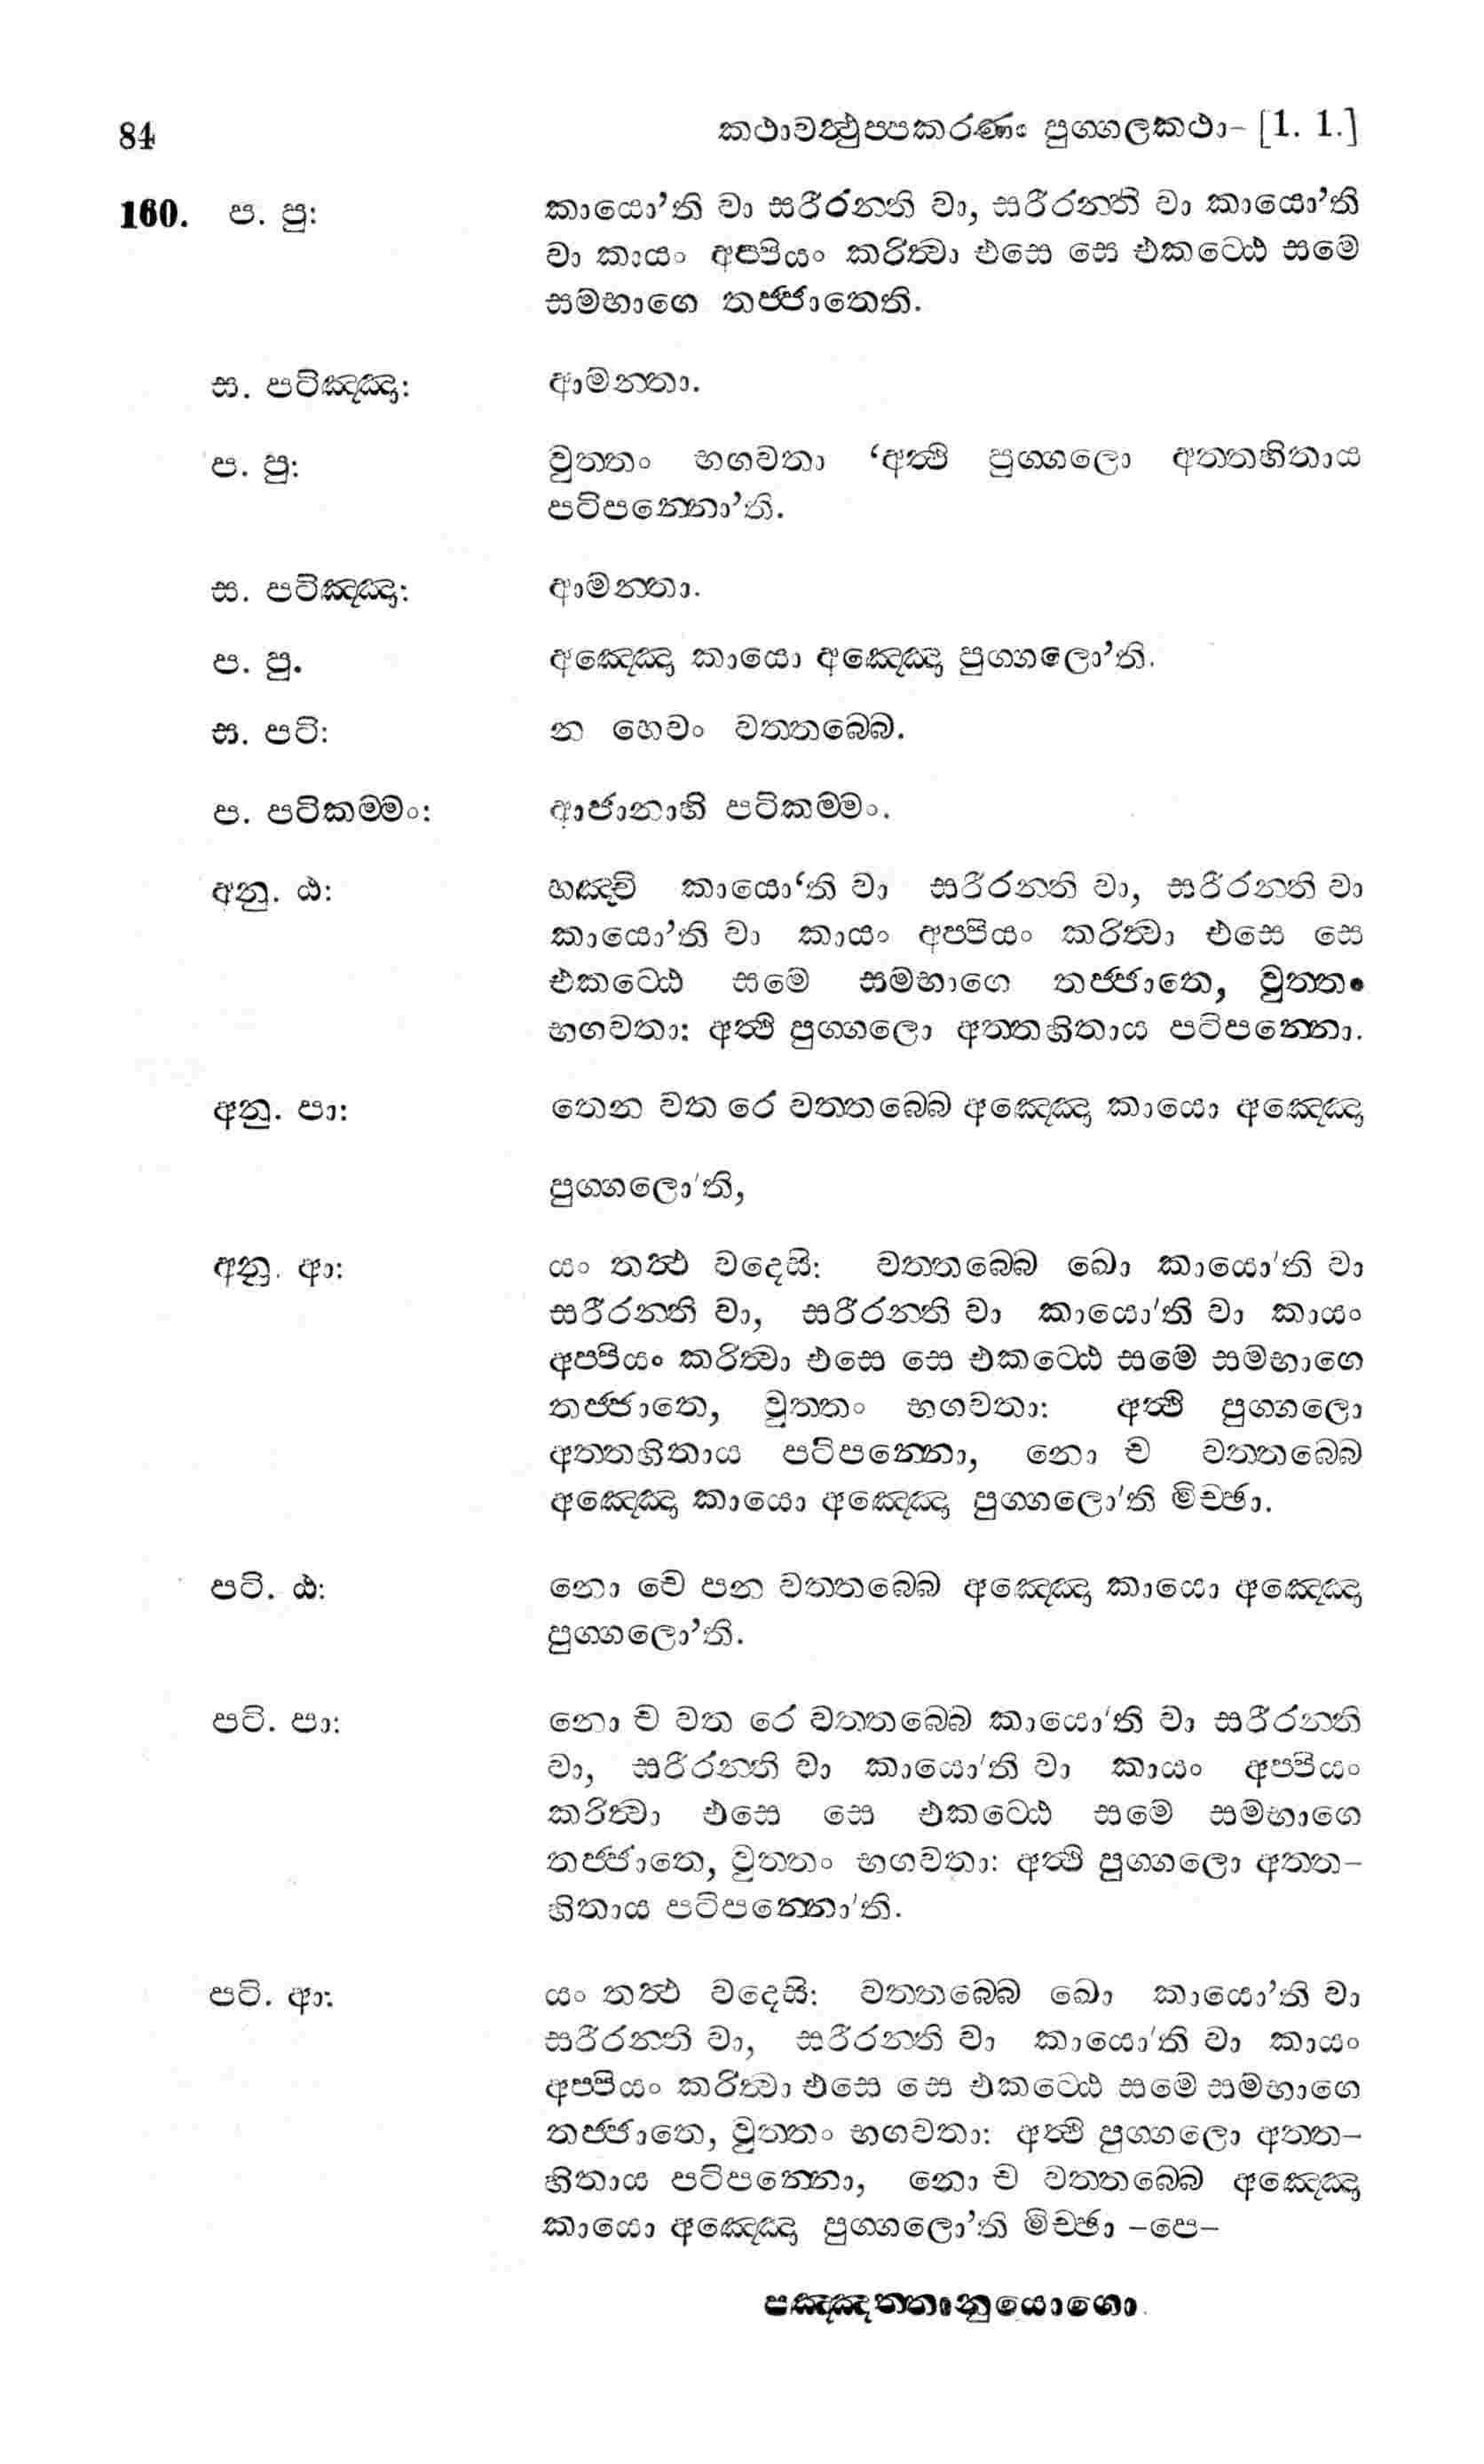 84 කථාවත්‍ථුප්‍පකරණං පුග්‍ගලකථා- [1. 1.]
160. ප. පු: කායො’ති වා සරීරන්‍ති වා, සරීරන්‍ති වා කායො’ති
වා කායං අප්‍පියං කරිත්‍වා එසෙ සෙ එකට්‍ඨෙ සමෙ
සමභාගෙ තජ්‍ජාතෙති.
ස. පටිඤ්‍ඤා: ආමන්‍තා.
ප. පු: වුත්‍තං භගවතා ‘අත්‍ථි පුග්‍ගලො අත්‍තහිතාය
පටිපන්‍නො’ති.
ස. පටිඤ්‍ඤා: ආමන්‍තා.
ප. පු. අඤ්‍ඤො කායො අඤ්‍ඤො පුග්‍ගලො’ති.
ස. පටි: න හෙවං වත්‍තබ්‍බෙ.
ප. පටිකම්‍මං: ආජානාහි පටිකම්‍මං.
අනු. ඨ: හඤ්‍චි කායො‘ති වා සරීරන්‍ති වා, සරීරන්‍ති වා
කායො’ති වා කායං අප්‍පියං කරිත්‍වා එසෙ සෙ
එකට්‍ඨෙ සමෙ සමභාගෙ තජ්‍ජාතෙ, වුත්‍තං
භගවතා: අත්‍ථි පුග්‍ගලො අත්‍තහිතාය පටිපන්‍නො.
අනු. පා: තෙන වත රෙ වත්‍තබ්‍බෙ අඤ්‍ඤො කායො අඤ්‍ඤො
පුග්‍ගලො'ති,
අනු. ආ: යං තත්‍ථ වදෙසි: වත්‍තබ්‍බෙ ඛො කායො'ති වා
සරීරන්‍ති වා, සරීරන්‍ති වා කායො'ති වා කායං
අප්‍පියං කරිත්‍වා එසෙ සෙ එකට්‍ඨෙ සමෙ සමභාගෙ
තජ්‍ජාතෙ, වුත්‍තං භගවතා: අත්‍ථි පුග්‍ගලො
අත්‍තහිතාය පටිපන්‍නො, නො ච වත්‍තබ්‍බෙ
අඤ්‍ඤො කායො අඤ්‍ඤො පුග්‍ගලො'ති මිච්‍ඡා.
පටි. ඨ: නො චෙ පන වත්‍තබ්‍බෙ අඤ්‍ඤො කායො අඤ්‍ඤො
පුග්‍ගලො’ති.
පටි. පා: නො ච වත රෙ වත්‍තබ්‍බෙ කායො'ති වා සරීරන්‍ති
වා, සරීරන්‍ති වා කායො'ති වා කායං අප්‍පියං
කරිත්‍වා එසෙ සෙ එකට්‍ඨෙ සමෙ සමභාගෙ
තජ්‍ජාතෙ, වුත්‍තං භගවතා: අත්‍ථි පුග්‍ගලො අත්‍ත-
හිතාය පටිපන්‍නො'ති.
පටි. ආ: යං තත්‍ථ වදෙසි: වත්‍තබ්‍බෙ ඛො කායො’ති වා
සරීරන්‍ති වා, සරීරන්‍ති වා කායො'ති වා කායං
අප්‍පියං කරිත්‍වා එසෙ සෙ එකට්‍ඨෙ සමෙ සමභාගෙ
තජ්‍ජාතෙ, වුත්‍තං භගවතා: අත්‍ථි පුග්‍ගලො අත්‍ත-
හිතාය පටිපන්‍නො, නො ච වත්‍තබ්‍බෙ අඤ්‍ඤො
කායො අඤ්‍ඤො පුග්‍ගලො’ති මිච්‍ඡා -පෙ-
පඤ්‍ඤත්‍තානුයොගො.